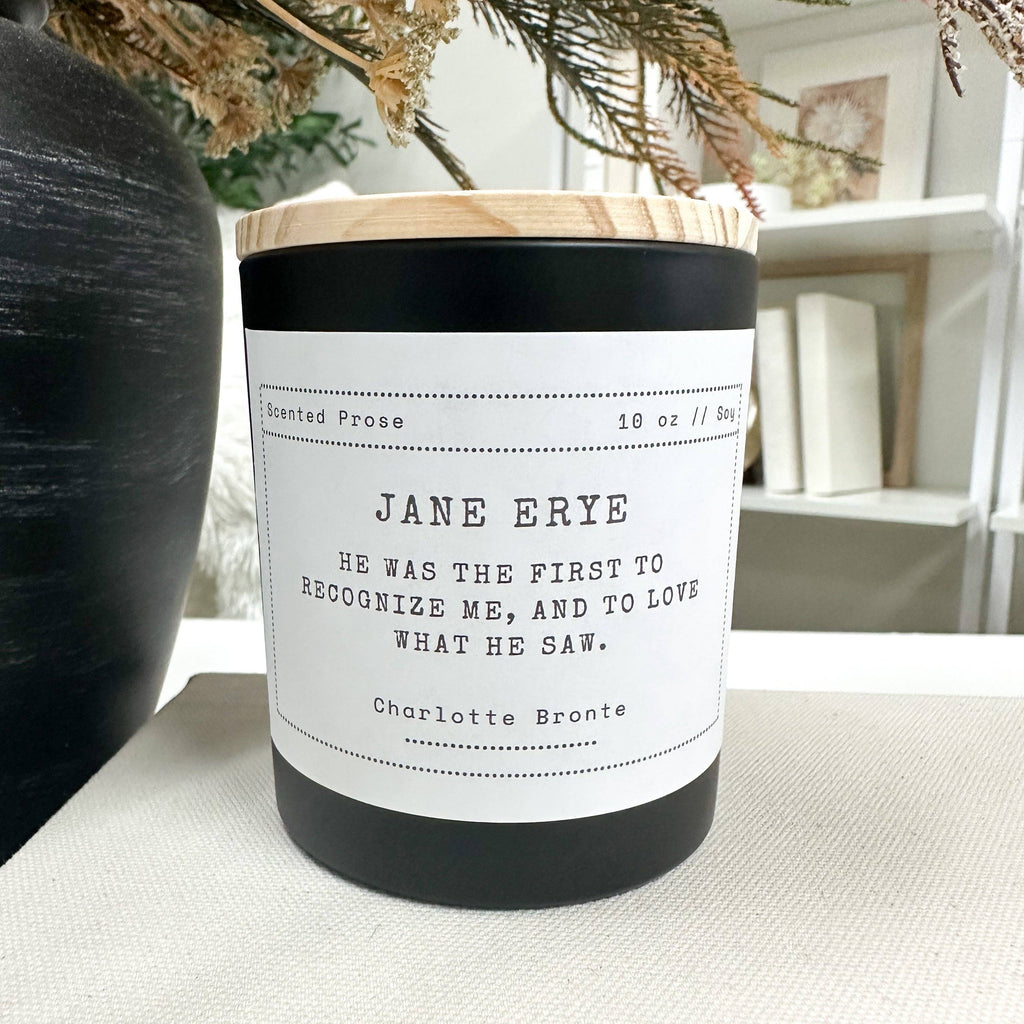 Scented Prose 10 oz // Soy
JANE ERYE
HE WAS THE FIRST TO
RECOGNIZE ME, AND TO LOVE
WHAT HE SAW.
Charlotte Bronte